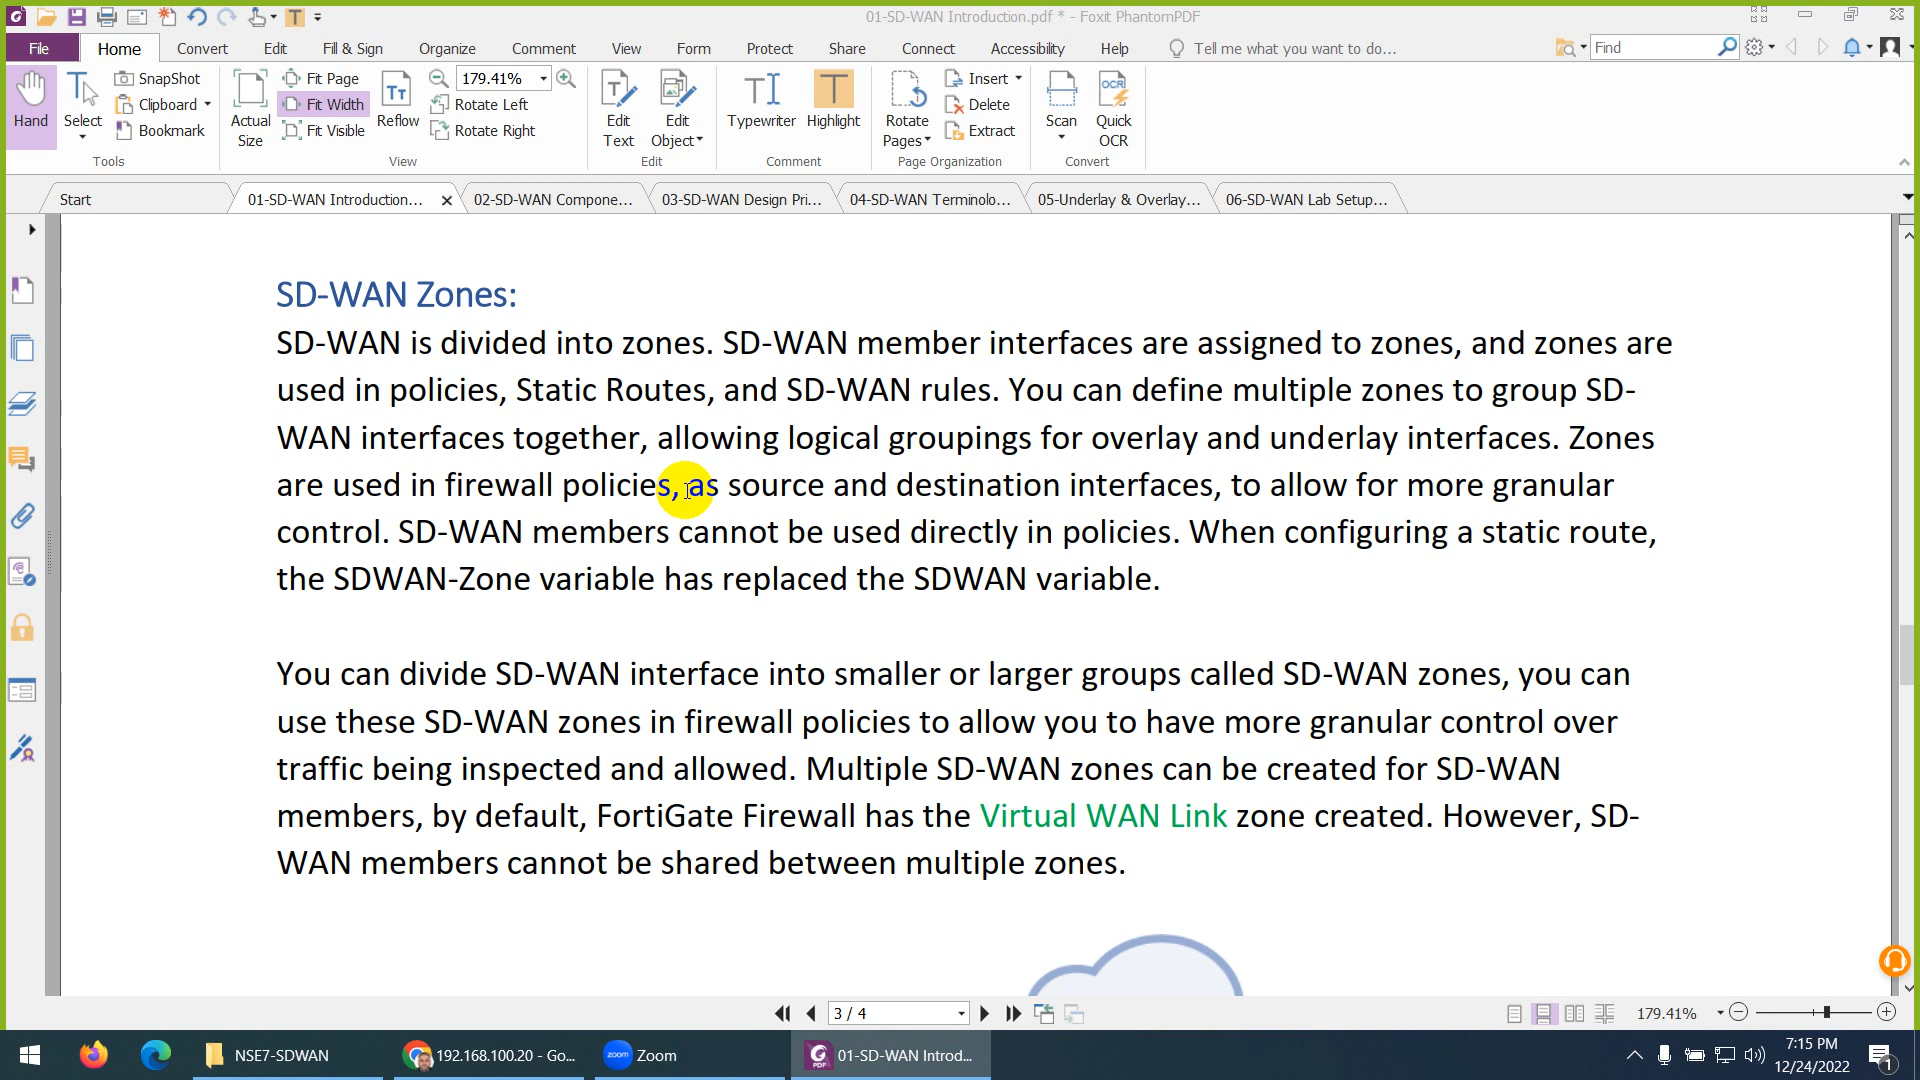 01-SD-WAN Introduction.pdf * - Foxit PhantomPDF
File Home Convert Edit Fill & Sign Organize Comment View Form Protect Share Connect Accessibility Help Tell me what you want to do... Find
Hand
Select
SnapShot
Clipboard
Bookmark
Tools
Actual Size
Fit Page
Fit Width
Fit Visible
Reflow
179.41%
Rotate Left
Rotate Right
View
Edit Text
Edit Object
Edit
Typewriter
Highlight
Comment
Rotate Pages
Insert
Delete
Extract
Page Organization
Scan
OCR
Quick OCR
Convert
Start 01-SD-WAN Introduction... 02-SD-WAN Compone... 03-SD-WAN Design Pri... 04-SD-WAN Terminolo... 05-Underlay & Overlay... 06-SD-WAN Lab Setup...
SD-WAN Zones:
SD-WAN is divided into zones. SD-WAN member interfaces are assigned to zones, and zones are
used in policies, Static Routes, and SD-WAN rules. You can define multiple zones to group SD-
WAN interfaces together, allowing logical groupings for overlay and underlay interfaces. Zones
are used in firewall policies, as source and destination interfaces, to allow for more granular
control. SD-WAN members cannot be used directly in policies. When configuring a static route,
the SDWAN-Zone variable has replaced the SDWAN variable.
You can divide SD-WAN interface into smaller or larger groups called SD-WAN zones, you can
use these SD-WAN zones in firewall policies to allow you to have more granular control over
traffic being inspected and allowed. Multiple SD-WAN zones can be created for SD-WAN
members, by default, FortiGate Firewall has the Virtual WAN Link zone created. However, SD-
WAN members cannot be shared between multiple zones.
3 / 4
179.41%
NSE7-SDWAN
192.168.100.20 - Go...
zoom
Zoom
PDF
01-SD-WAN Introd...
7:15 PM
12/24/2022
1